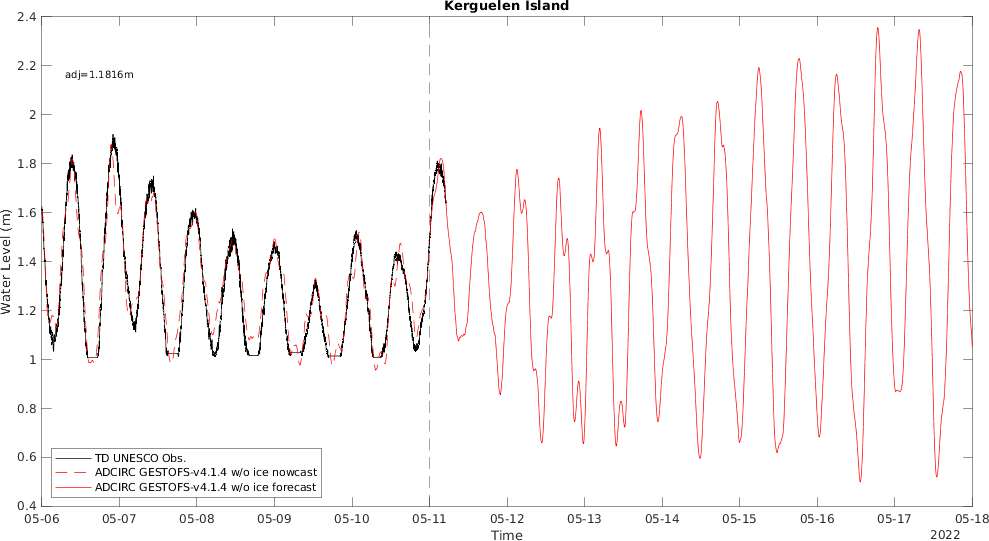 Kerguelen Island
2.4
2.2
2
1.8
1.6
1.4
1.2
1
0.8
0.6
0.4
Water Level (m)
adj=1.1816m
TD UNESCO Obs.
ADCIRC GESTOFS-v4.1.4 w/o ice nowcast
ADCIRC GESTOFS-v4.1.4 w/o ice forecast
05-06 05-07 05-08 05-09 05-10 05-11 05-12 05-13 05-14 05-15 05-16 05-17 05-18
Time
2022